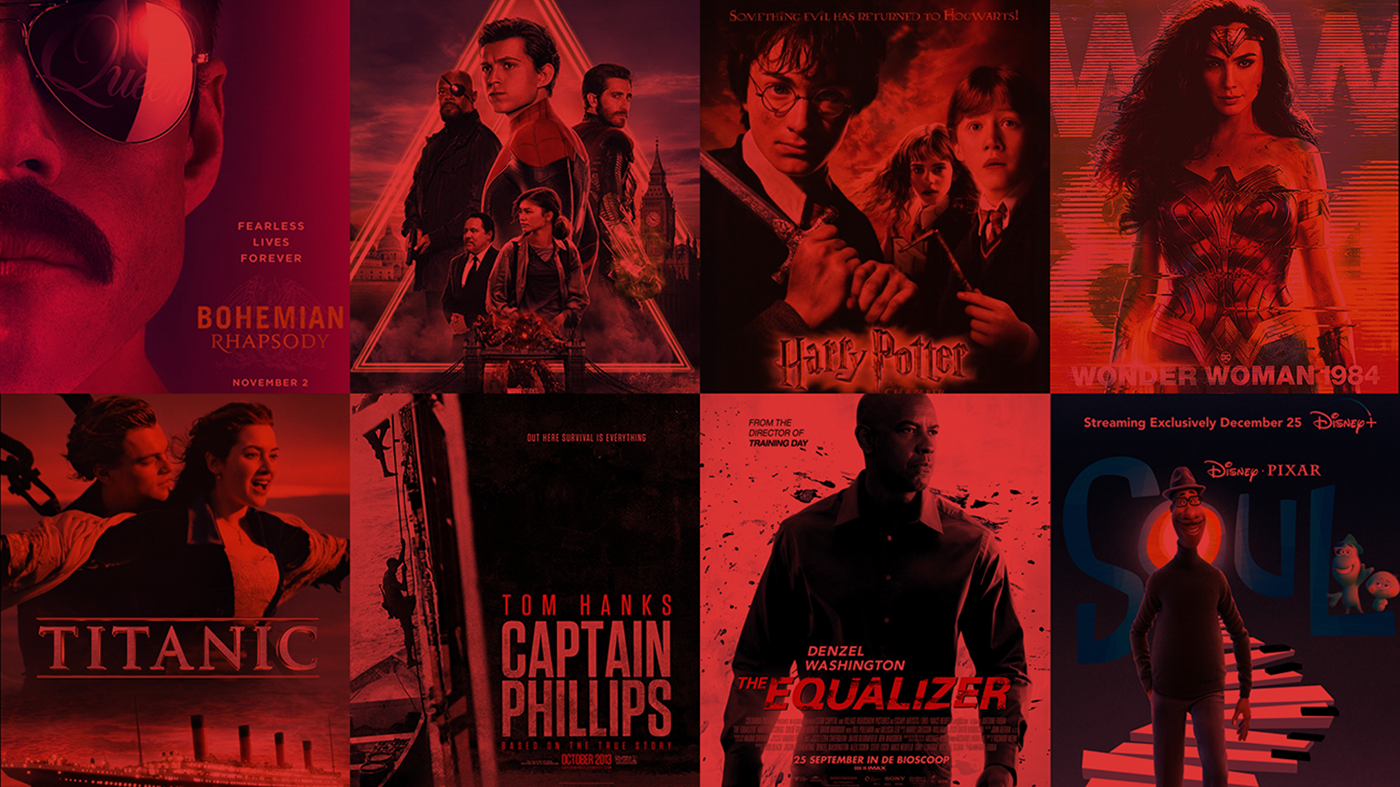 Queen
FEARLESS
LIVES
FOREVER
BOHEMIAN
RHAPSODY
NOVEMBER 2
SOMETHING EVIL HAS RETURNED TO HOGWARTS!
Harry Potter
WW
WONDER WOMAN 1984
TITANIC
OUT HERE SURVIVAL IS EVERYTHING
TOM HANKS
CAPTAIN
PHILLIPS
BASED ON THE TRUE STORY
OCTOBER 2013
FROM THE
DIRECTOR OF
TRAINING DAY
DENZEL
WASHINGTON
THE EQUALIZER
25 SEPTEMBER IN DE BIOSCOOP
Streaming Exclusively December 25 Disney+
Disney · PIXAR
SOUL